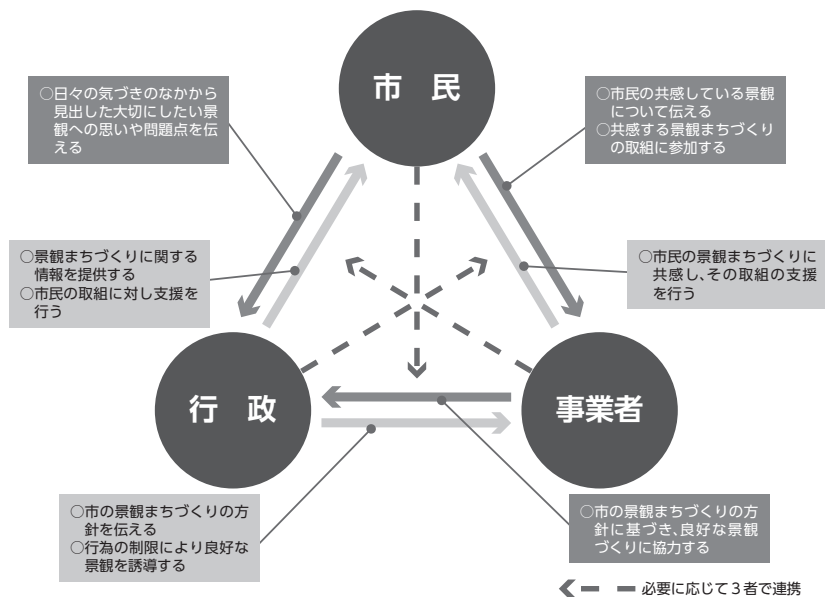 市　民
○日々の気づきのなかから
見出した大切にしたい景
観への思いや問題点を伝
える
○市民の共感している景観
について伝える
○共感する景観まちづくり
の取組に参加する
○景観まちづくりに関する
情報を提供する
○市民の取組に対し支援を
行う
○市民の景観まちづくりに
共感し、その取組の支援
を行う
行　政
事業者
○市の景観まちづくりの方
針を伝える
○行為の制限により良好な
景観を誘導する
○市の景観まちづくりの方
針に基づき、良好な景観
づくりに協力する
必要に応じて３者で連携